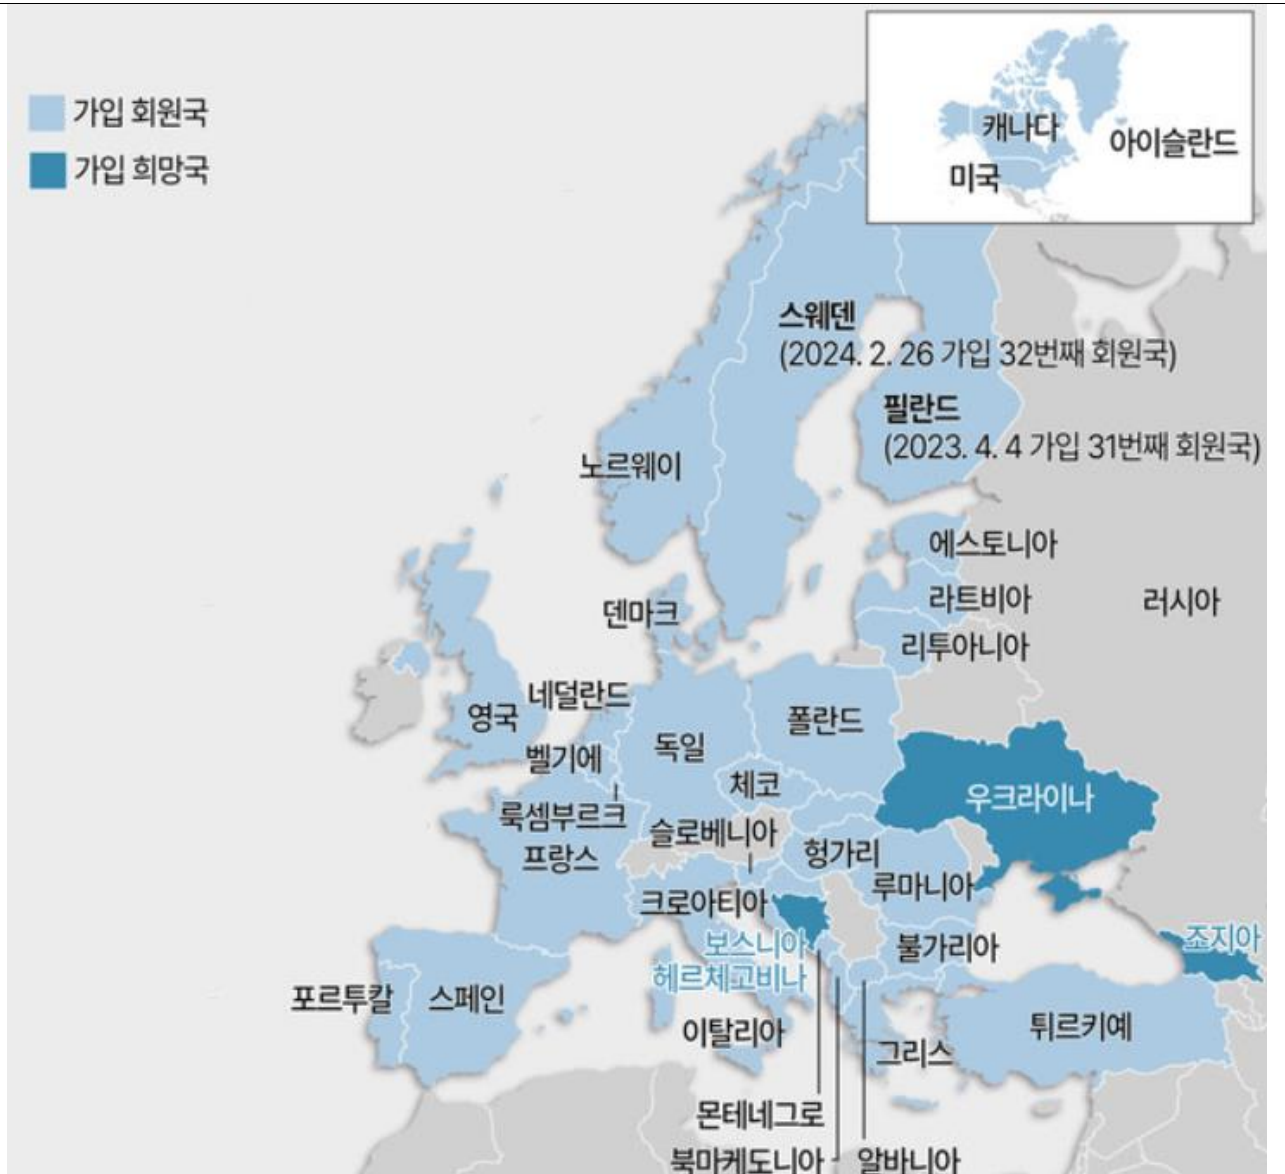 가입 회원국
가입 희망국
캐나다
아이슬란드
미국
스웨덴
(2024. 2. 26 가입 32번째 회원국)
필란드
(2023. 4. 4 가입 31번째 회원국)
노르웨이
에스토니아
라트비아
러시아
덴마크
리투아니아
네덜란드
영국
폴란드
독일
벨기에
체코
우크라이나
룩셈부르크
슬로베니아
헝가리
프랑스
루마니아
크로아티아
보스니아
헤르체고비나
불가리아
조지아
포르투칼
스페인
이탈리아
그리스
튀르키예
몬테네그로
북마케도니아
알바니아